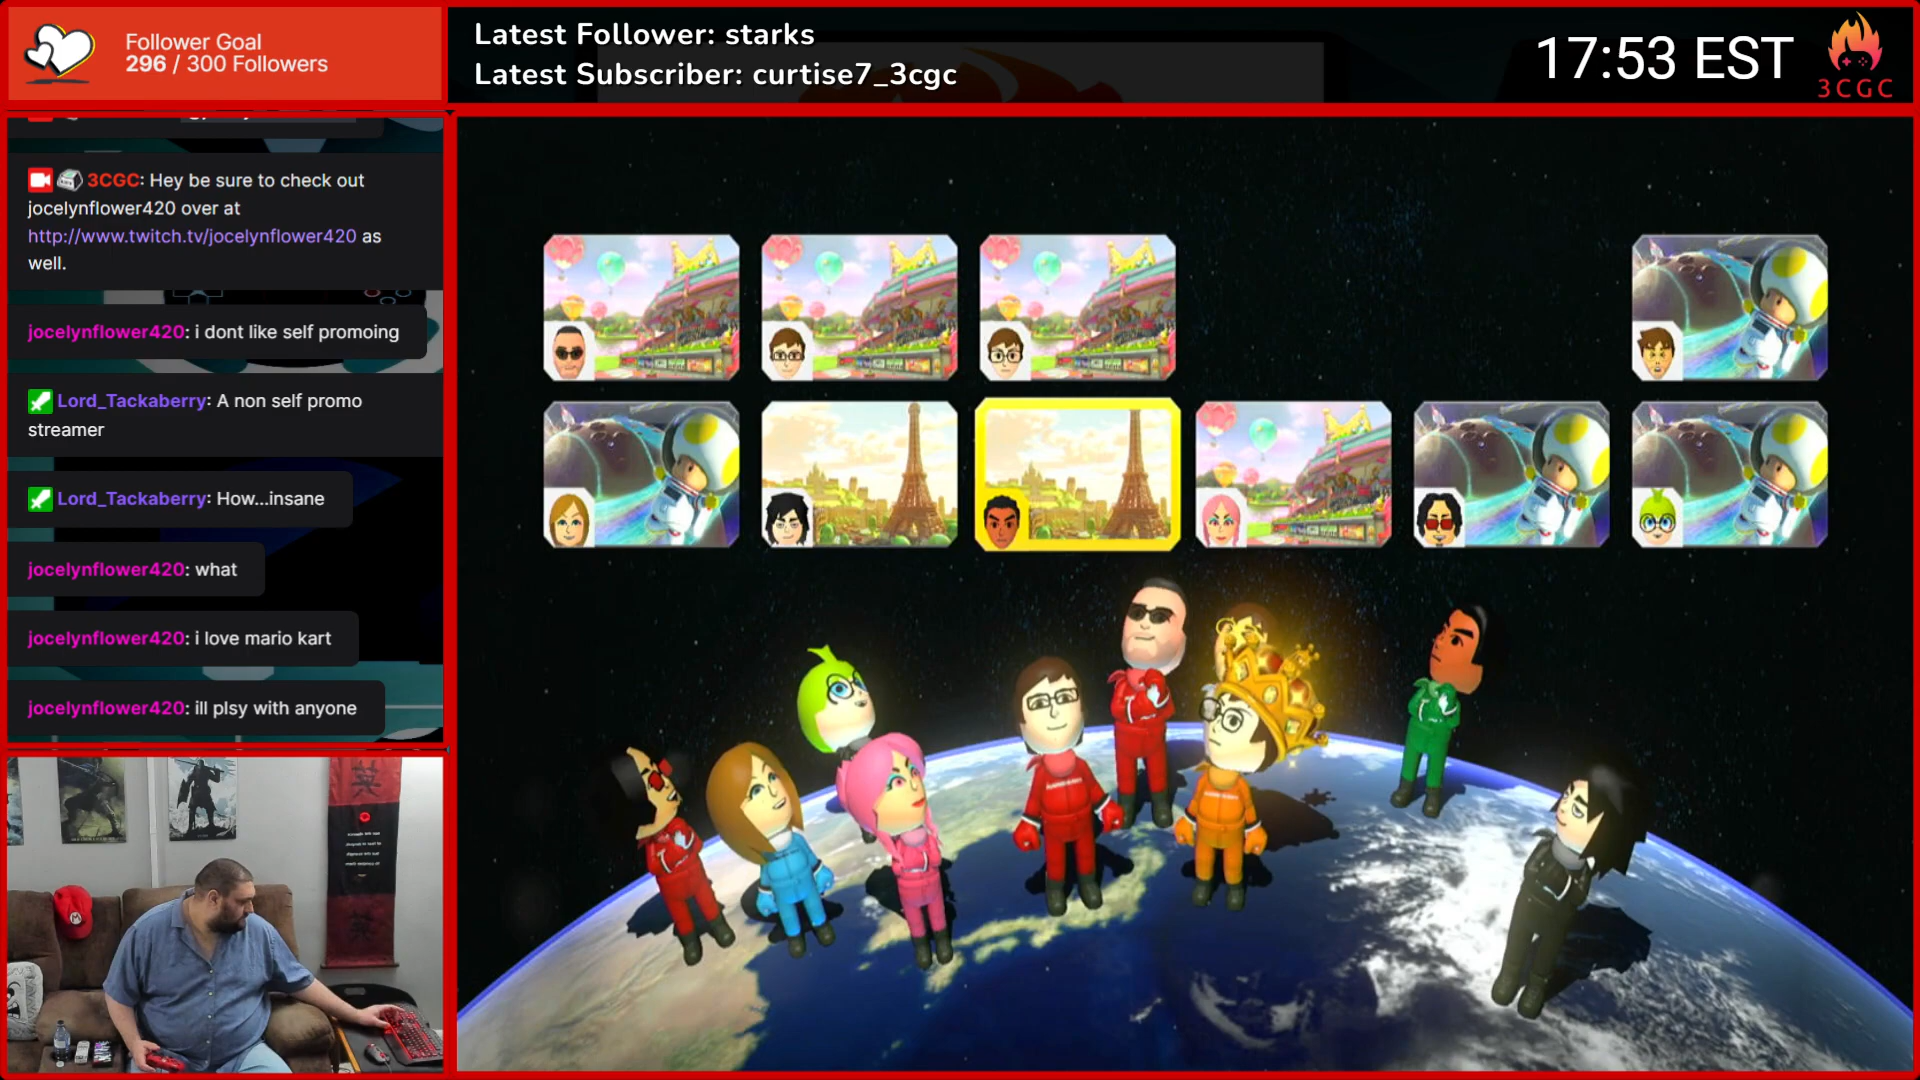 Follower Goal
296 / 300 Followers
Latest Follower: starks
Latest Subscriber: curtise7_3cgc
17:53 EST
3CGC
3CGC: Hey be sure to check out
jocelynflower420 over at
http://www.twitch.tv/jocelynflower420 as
well.
jocelynflower420: i dont like self promoing
Lord_Tackaberry: A non self promo
streamer
Lord_Tackaberry: How...insane
jocelynflower420: what
jocelynflower420: i love mario kart
jocelynflower420: ill plsy with anyone